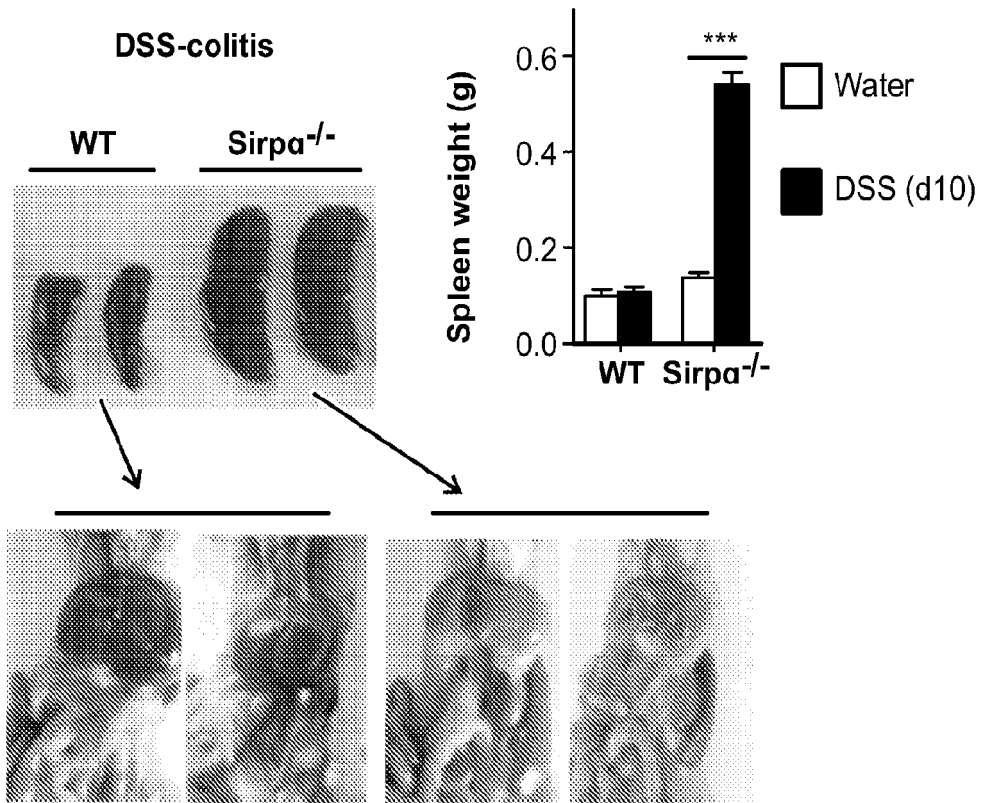 DSS-colitis
WT
Sirpα⁻/⁻
Spleen weight (g)
0.6
0.4
0.2
0.0
***
WT
Sirpα⁻/⁻
Water
DSS (d10)